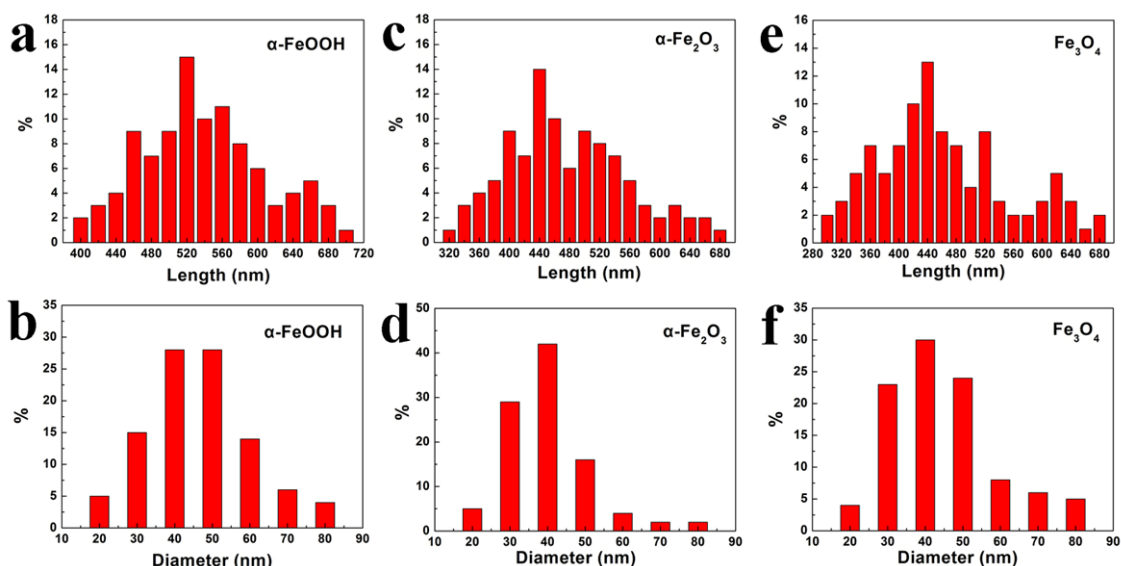 a
α-FeOOH
%
18
16
14
12
10
8
6
4
2
0
400 440 480 520 560 600 640 680 720
Length (nm)
c
α-Fe₂O₃
%
18
16
14
12
10
8
6
4
2
0
320 360 400 440 480 520 560 600 640 680
Length (nm)
e
Fe₃O₄
%
16
14
12
10
8
6
4
2
0
280 320 360 400 440 480 520 560 600 640 680
Length (nm)
b
α-FeOOH
%
35
30
25
20
15
10
5
0
10 20 30 40 50 60 70 80 90
Diameter (nm)
d
α-Fe₂O₃
%
50
40
30
20
10
0
10 20 30 40 50 60 70 80 90
Diameter (nm)
f
Fe₃O₄
%
35
30
25
20
15
10
5
0
10 20 30 40 50 60 70 80 90
Diameter (nm)